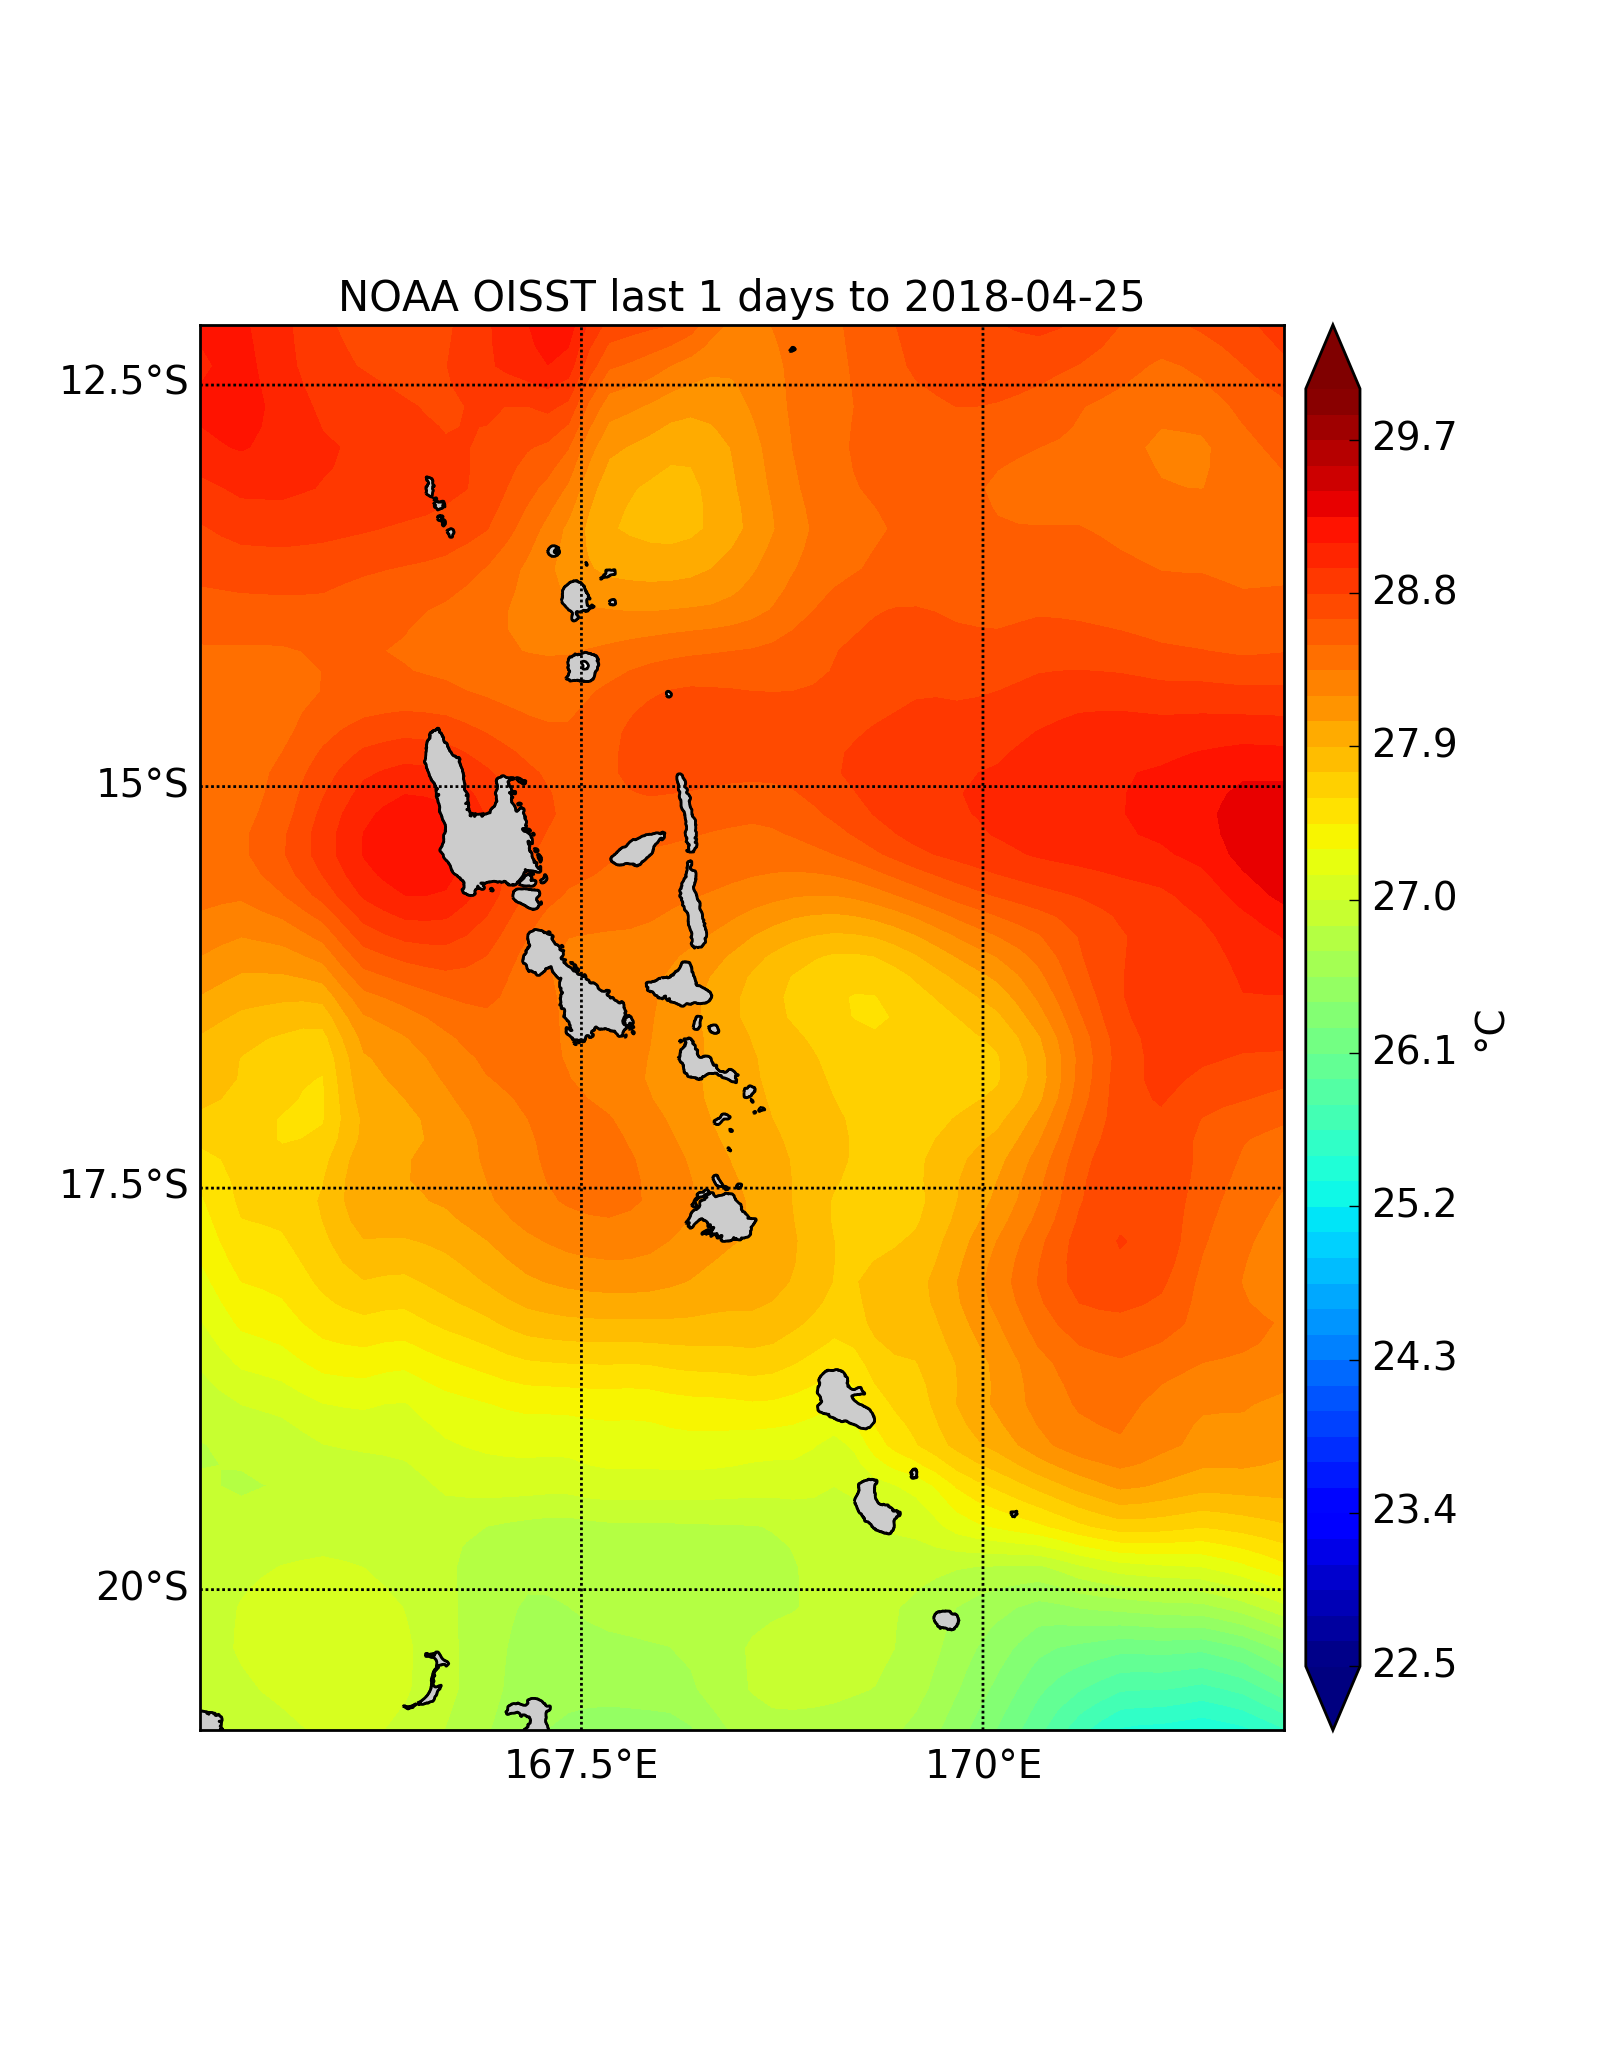 NOAA OISST last 1 days to 2018-04-25
12.5°S
15°S
17.5°S
20°S
167.5°E
170°E
29.7
28.8
27.9
27.0
26.1
25.2
24.3
23.4
22.5
°C